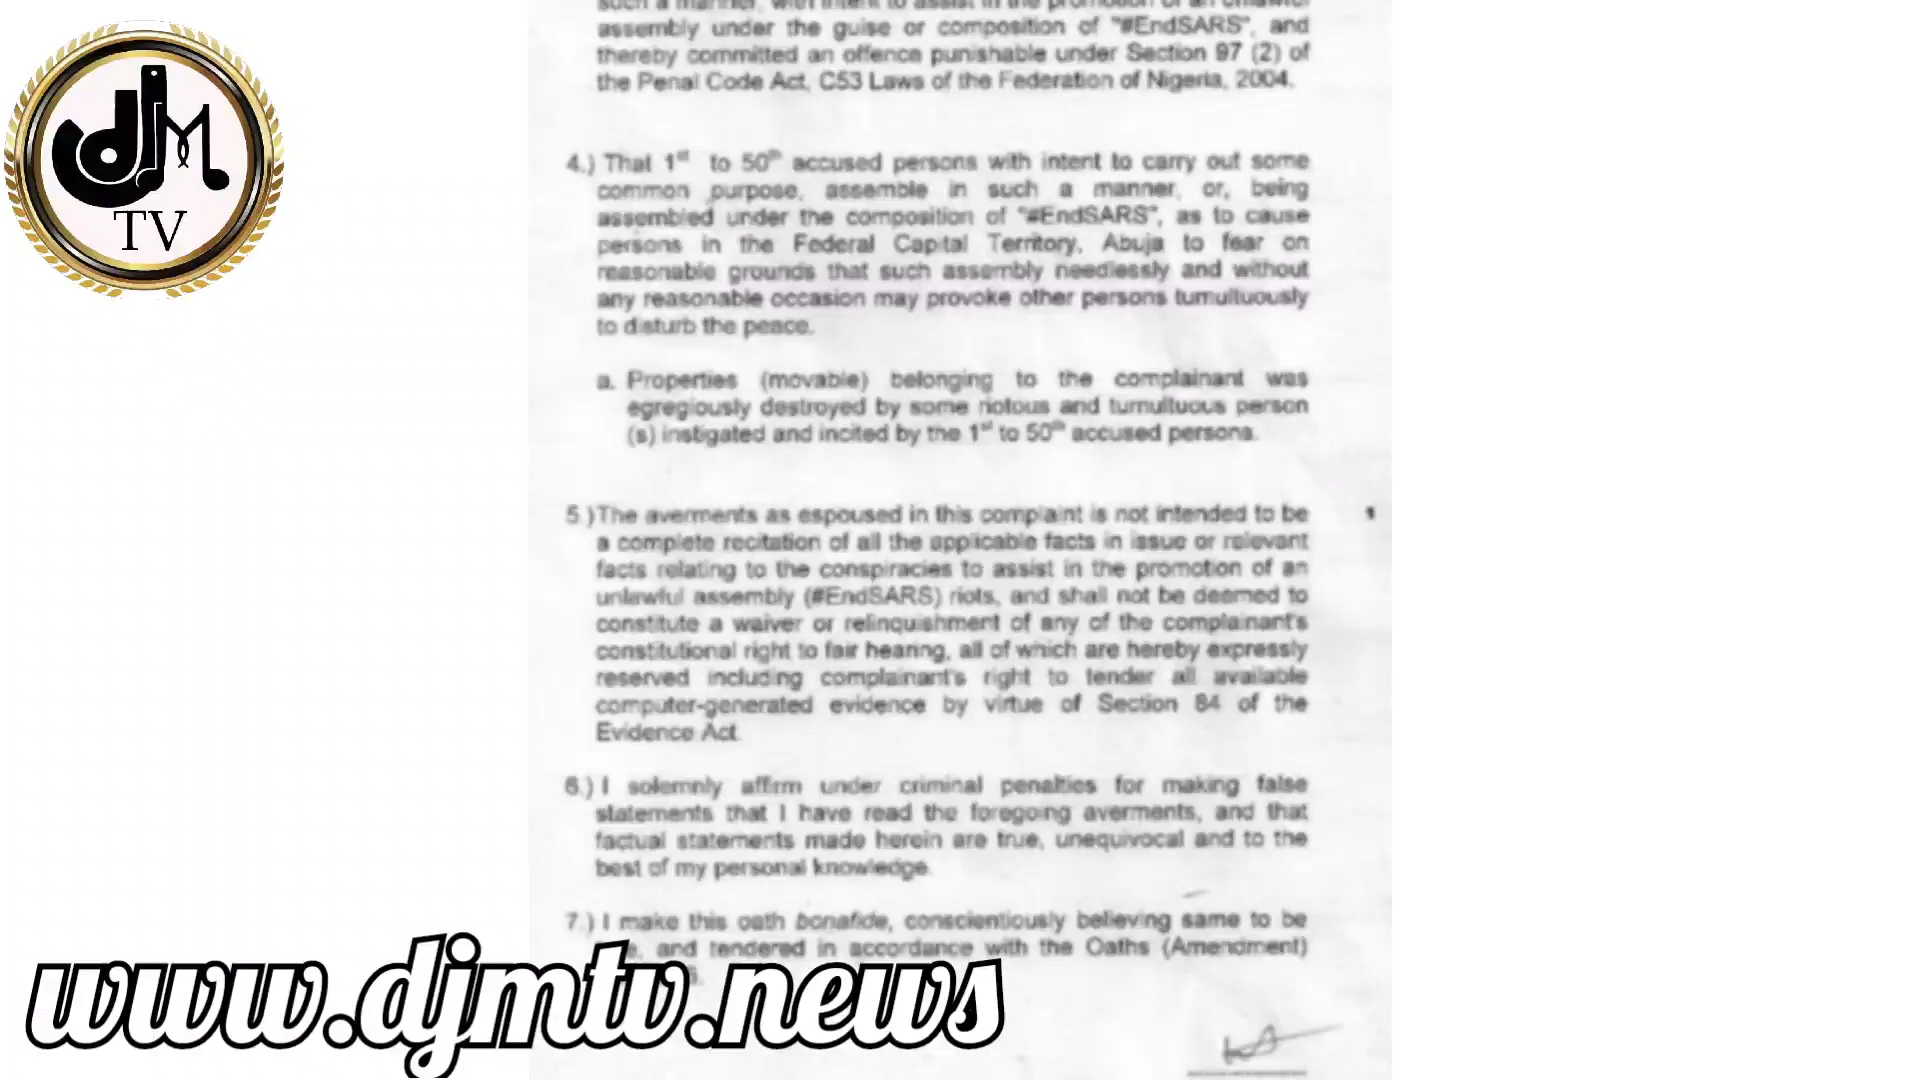 such a manner, with intent to assist in the promotion of an unlawful
assembly under the guise or composition of "#EndSARS", and
thereby committed an offence punishable under Section 97 (2) of
the Penal Code Act, C53 Laws of the Federation of Nigeria, 2004.
4.) That 1st to 50th accused persons with intent to carry out some
common purpose, assemble in such a manner, or, being
assembled under the composition of "#EndSARS", as to cause
persons in the Federal Capital Territory, Abuja to fear on
reasonable grounds that such assembly needlessly and without
any reasonable occasion may provoke other persons tumultuously
to disturb the peace.
a. Properties (movable) belonging to the complainant was
egregiously destroyed by some riotous and tumultuous person
(s) instigated and incited by the 1st to 50th accused persons.
5.) The averments as espoused in this complaint is not intended to be
a complete recitation of all the applicable facts in issue or relevant
facts relating to the conspiracies to assist in the promotion of an
unlawful assembly (#EndSARS) riots, and shall not be deemed to
constitute a waiver or relinquishment of any of the complainant's
constitutional right to fair hearing, all of which are hereby expressly
reserved including complainant's right to tender all available
computer-generated evidence by virtue of Section 84 of the
Evidence Act.
6.) I solemnly affirm under criminal penalties for making false
statements that I have read the foregoing averments, and that
factual statements made herein are true, unequivocal and to the
best of my personal knowledge.
7.) I make this oath bonafide, conscientiously believing same to be
and tendered in accordance with the Oaths (Amendment)
djM
TV
www.djmtv.news